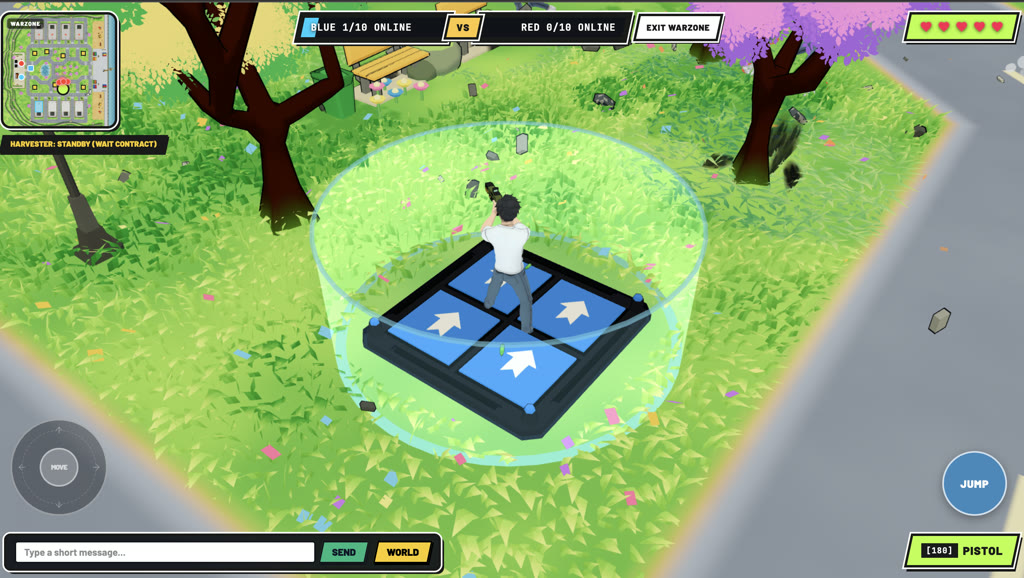 WARZONE
BLUE 1/10 ONLINE
VS
RED 0/10 ONLINE
EXIT WARZONE
HARVESTER: STANDBY (WAIT CONTRACT)
MOVE
JUMP
Type a short message...
SEND
WORLD
[180] PISTOL